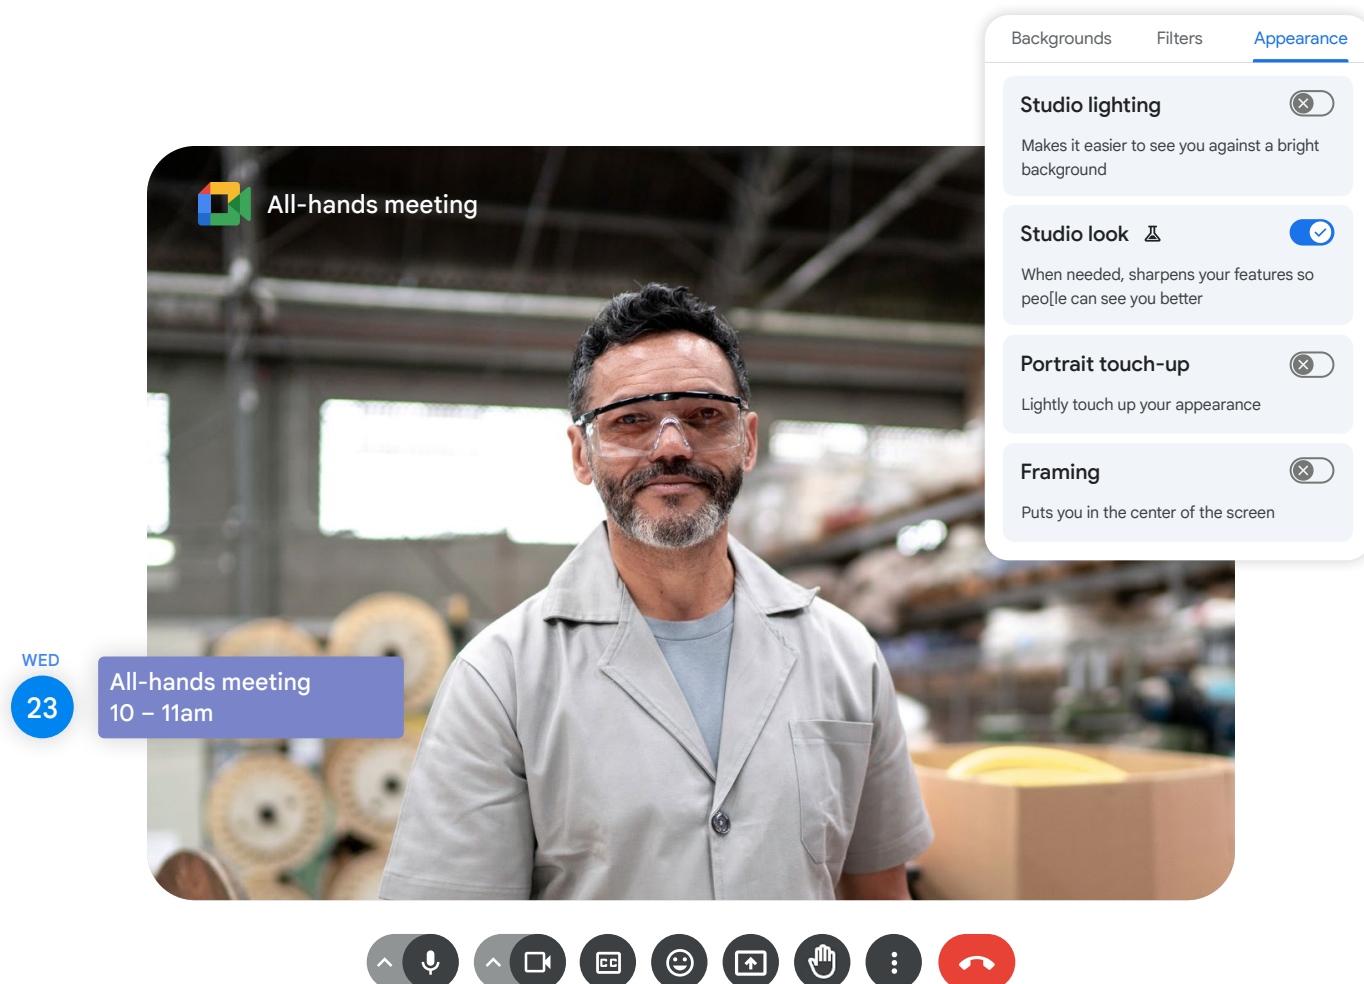 Backgrounds Filters Appearance
Studio lighting
Makes it easier to see you against a bright
background
Studio look
When needed, sharpens your features so
peo[le can see you better
Portrait touch-up
Lightly touch up your appearance
Framing
Puts you in the center of the screen
All-hands meeting
WED
23
All-hands meeting
10 – 11am
CC